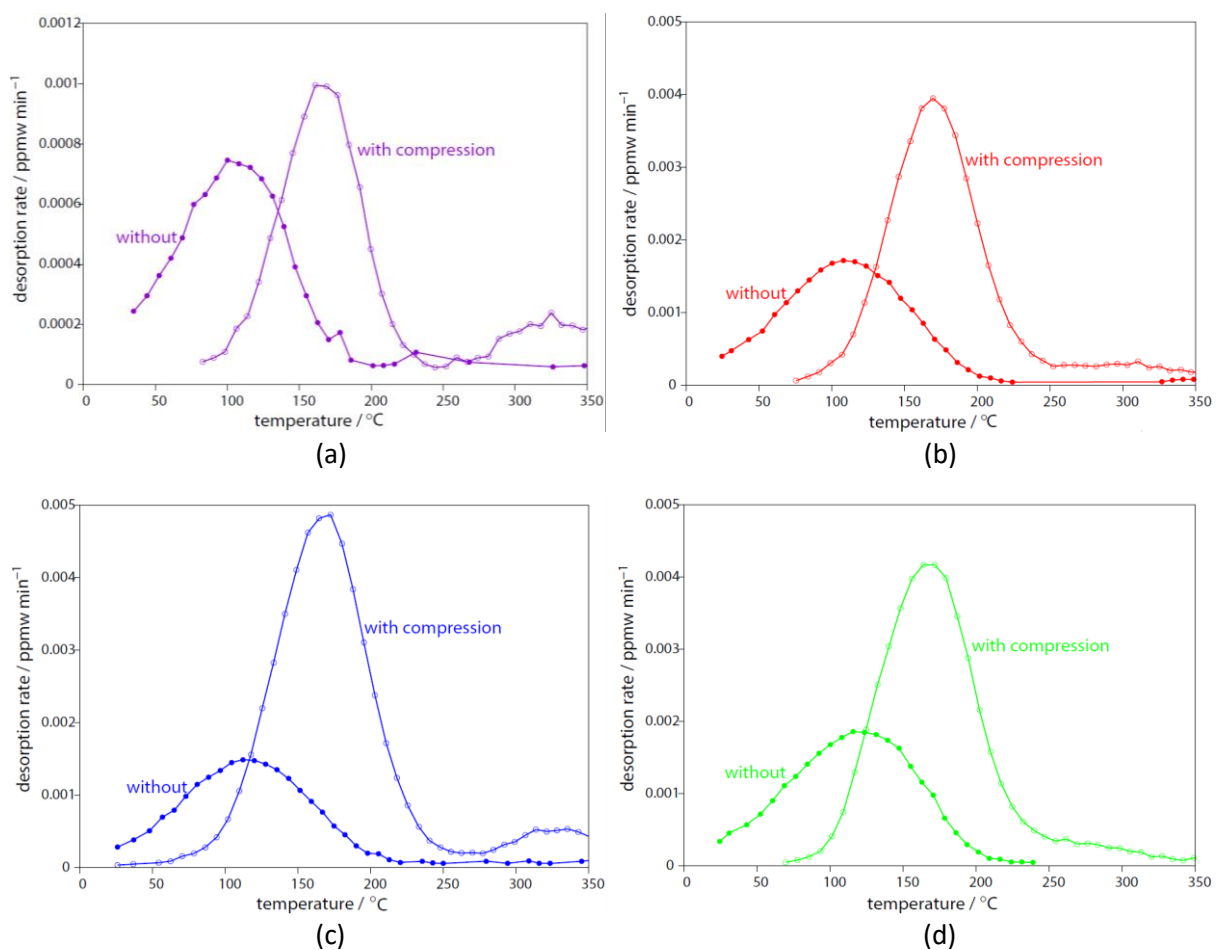 0.0012
0.001
0.0008
0.0006
0.0004
0.0002
0
desorption rate / ppmw min⁻¹
with compression
without
0 50 100 150 200 250 300 350
temperature / °C
(a)
0.005
0.004
0.003
0.002
0.001
0
desorption rate / ppmw min⁻¹
with compression
without
0 50 100 150 200 250 300 350
temperature / °C
(b)
0.005
0.004
0.003
0.002
0.001
0
desorption rate / ppmw min⁻¹
with compression
without
0 50 100 150 200 250 300 350
temperature / °C
(c)
0.005
0.004
0.003
0.002
0.001
0
desorption rate / ppmw min⁻¹
with compression
without
0 50 100 150 200 250 300 350
temperature / °C
(d)